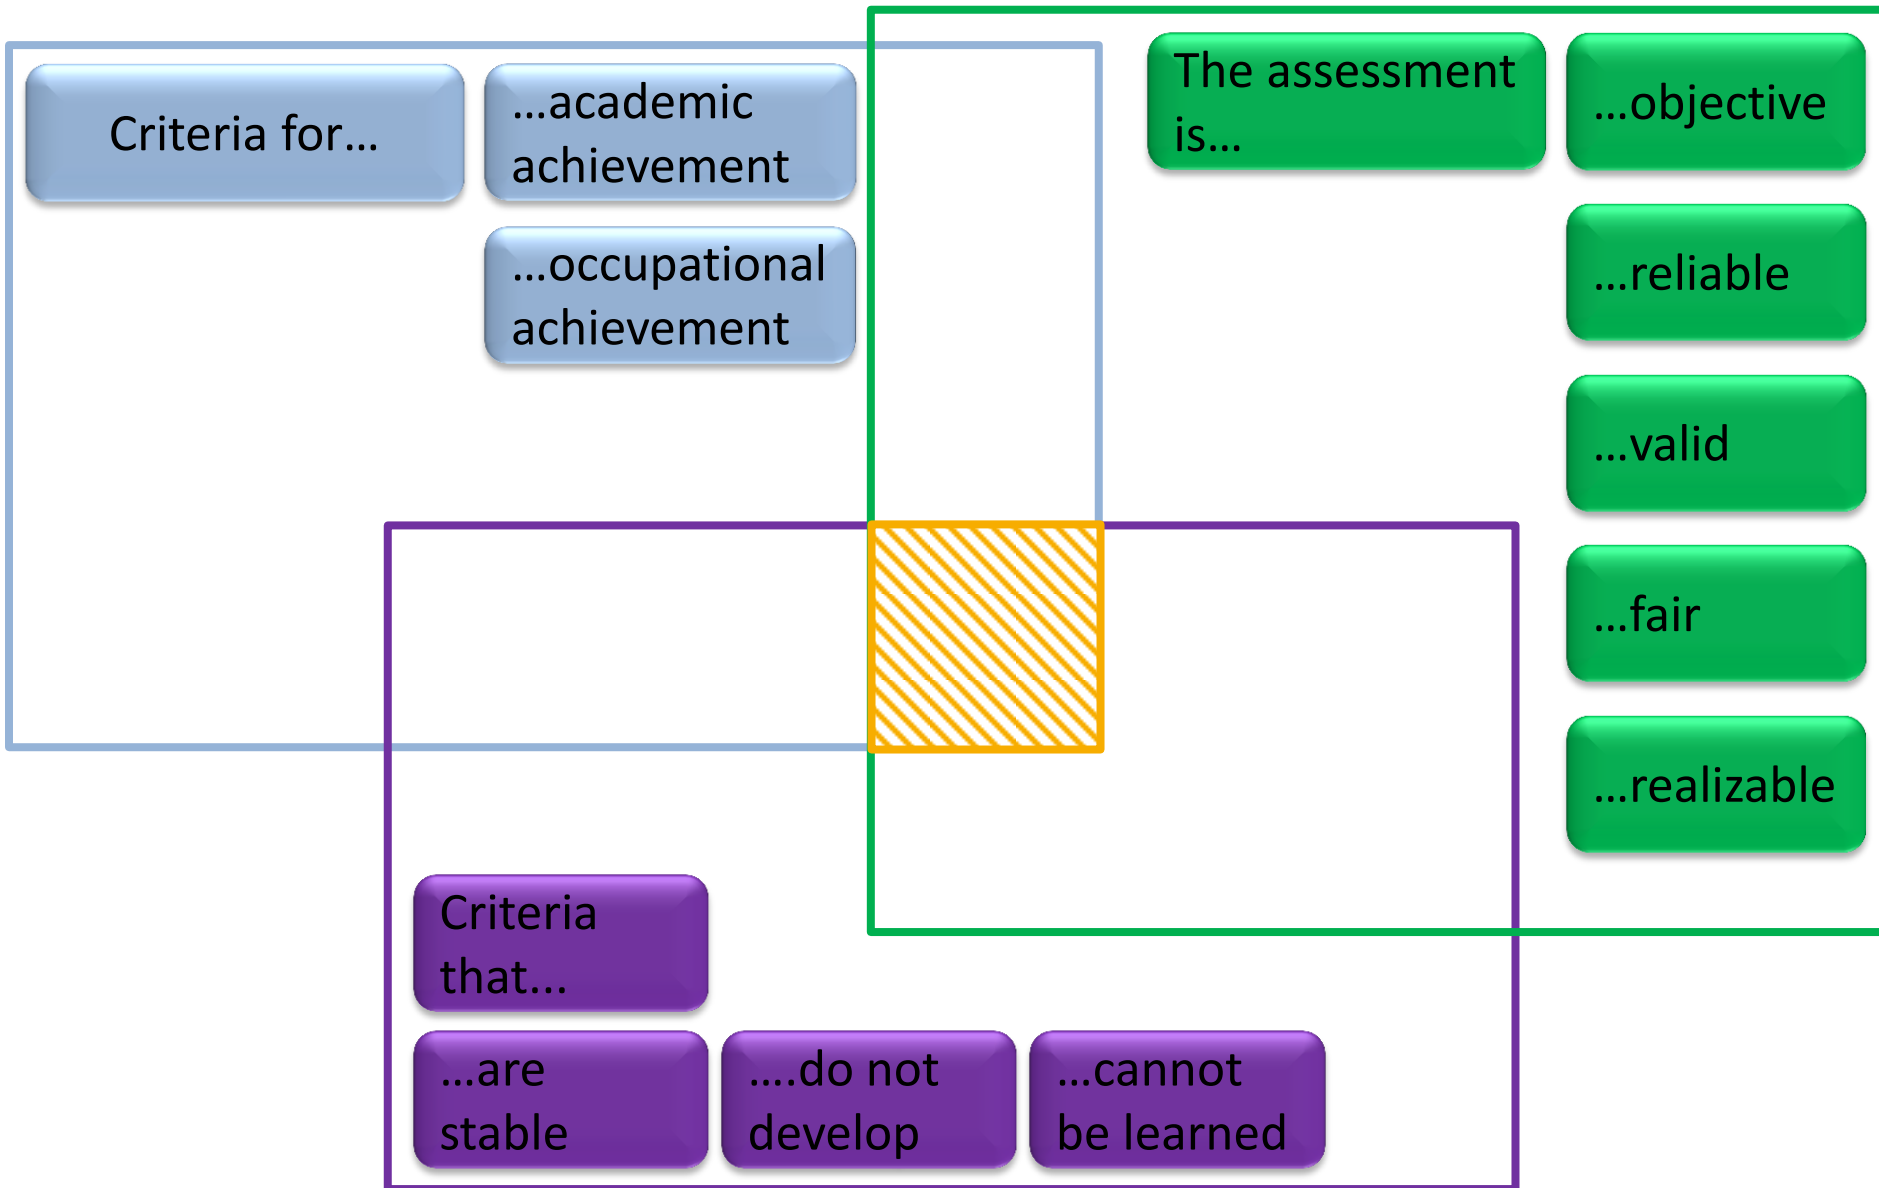 Criteria for...
...academic
achievement
...occupational
achievement
The assessment
is...
...objective
...reliable
...valid
...fair
...realizable
Criteria
that...
...are
stable
....do not
develop
...cannot
be learned